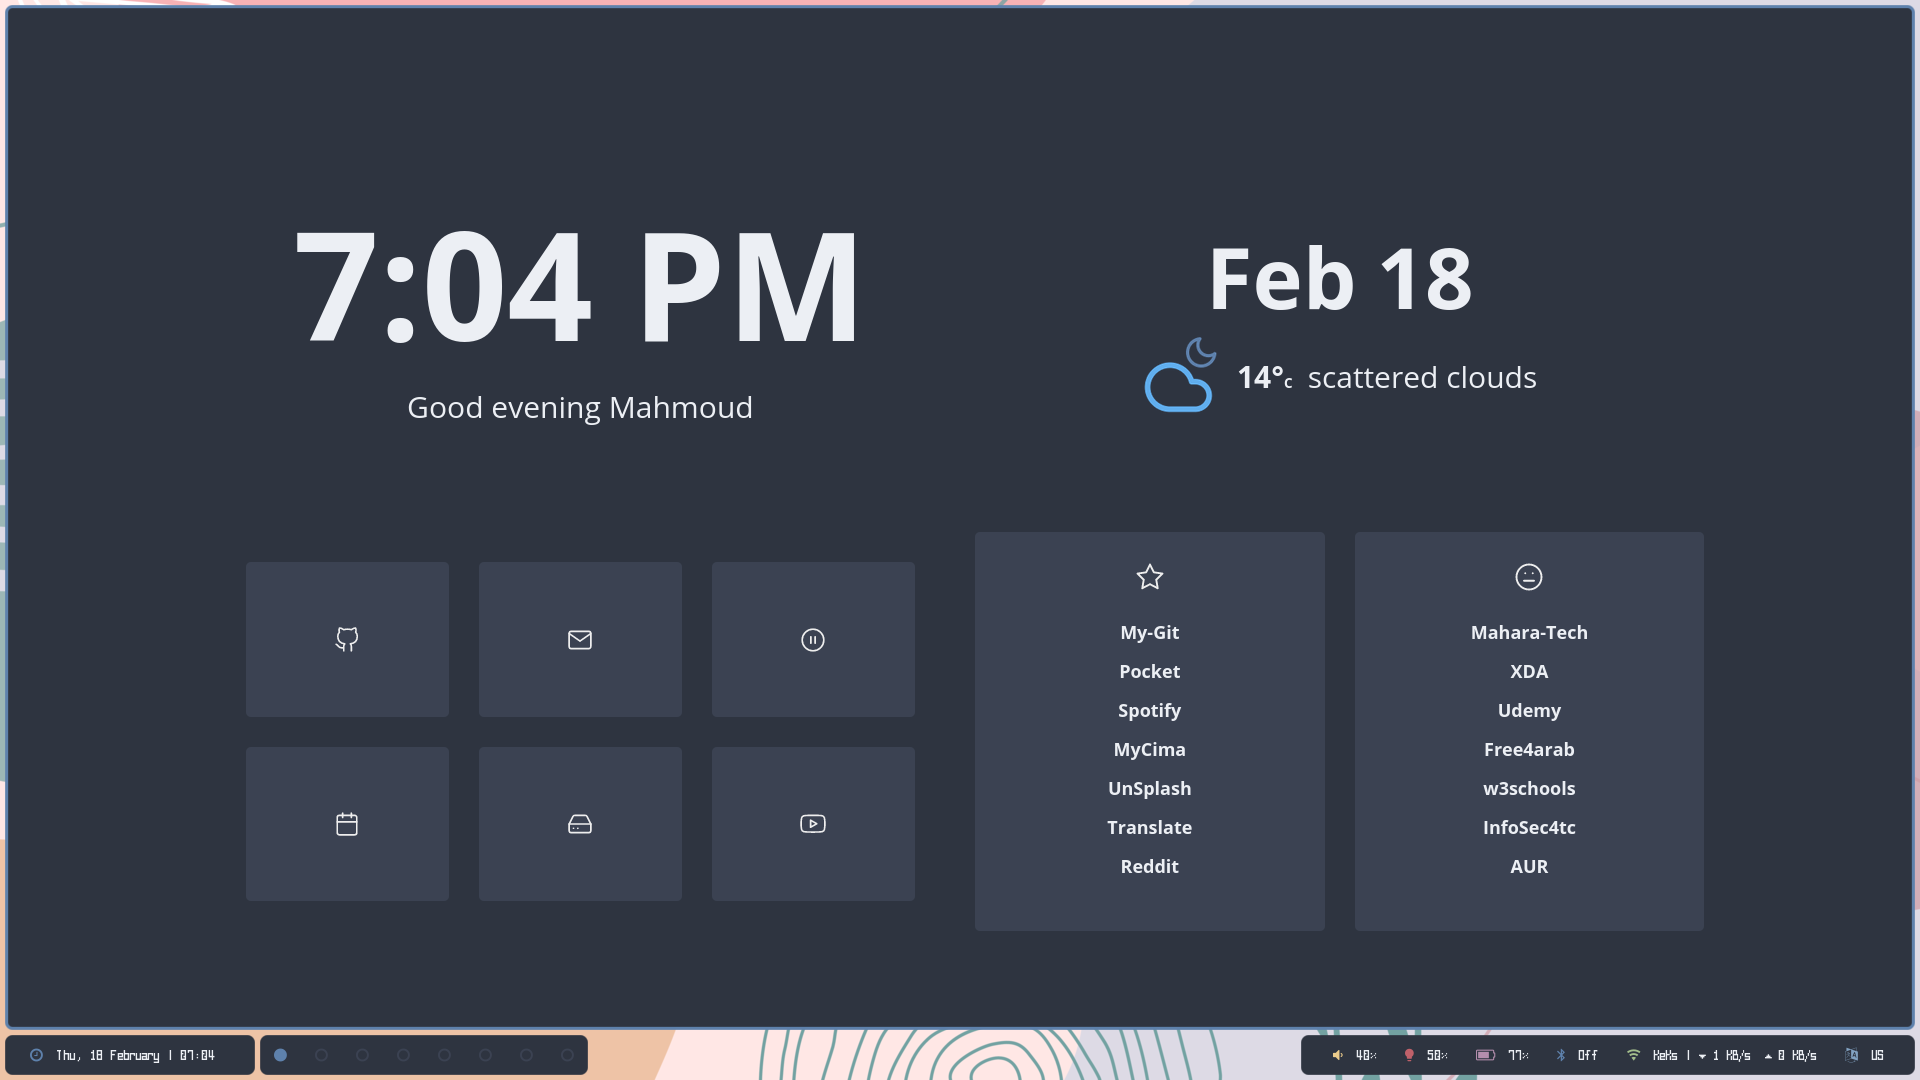 7:04 PM
Good evening Mahmoud
Feb 18
14°c scattered clouds
My-Git
Pocket
Spotify
MyCima
UnSplash
Translate
Reddit
Mahara-Tech
XDA
Udemy
Free4arab
w3schools
InfoSec4tc
AUR
Thu, 18 February | 07:04
40%
50%
77%
Off
KeKs | 1 KB/s 0 KB/s
US